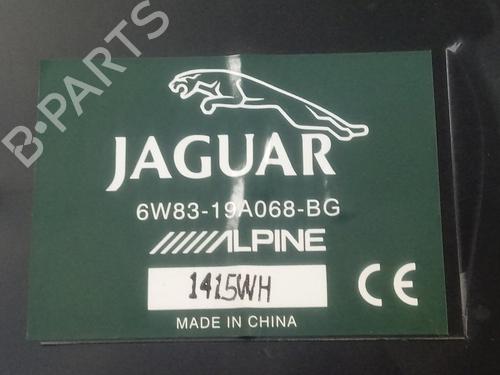 B-PARTS
JAGUAR
6W83-19A068-BG
ALPINE
1415WH
CE
MADE IN CHINA